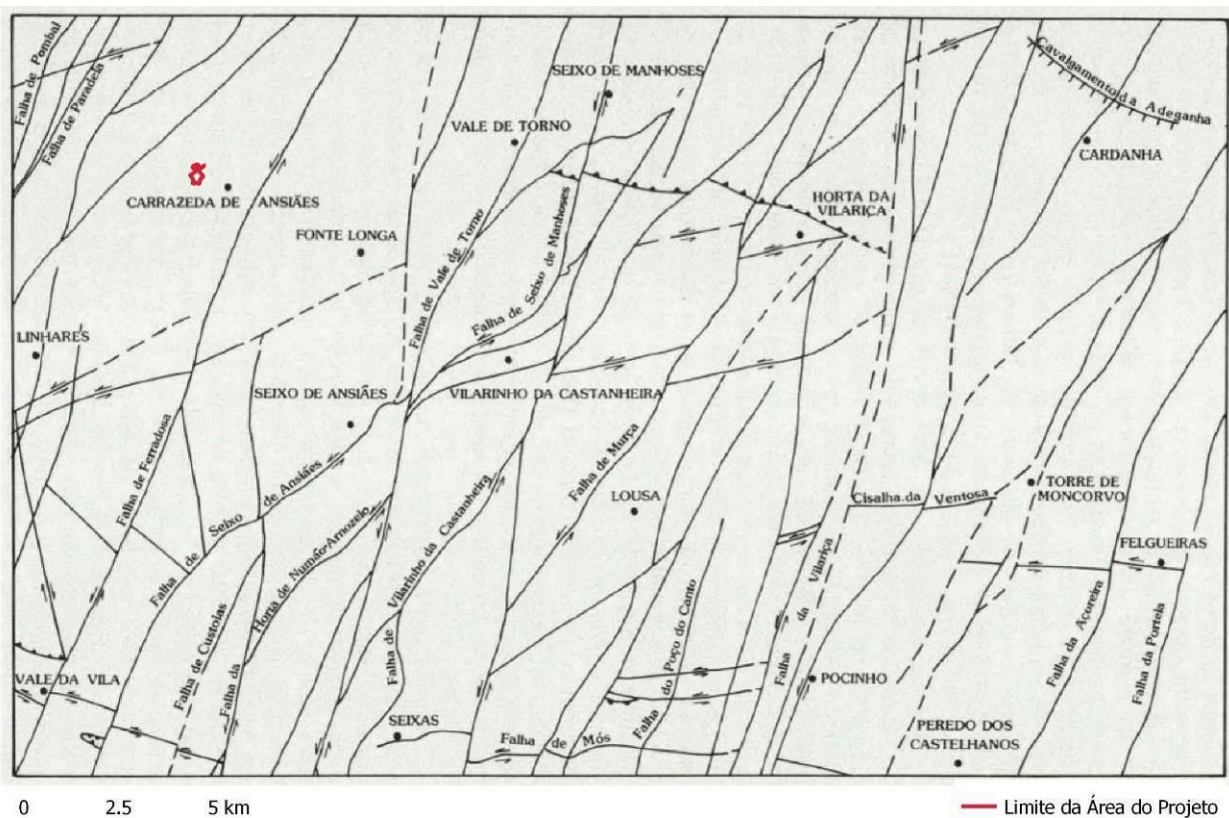 Falha de Pombal
Falha de Paradela
SEIXO DE MANHOSES
VALE DE TORNO
Cavalgamento da Adeganha
CARDANHA
CARRAZEDA DE ANSIÃES
FONTE LONGA
HORTA DA
VILARIÇA
Falha de Vale de Torno
Falha de Seixo de Manhoses
LINHARES
SEIXO DE ANSIÃES
VILARINHO DA CASTANHEIRA
Falha de Ferradosa
Falha de Seixo de Ansiães
Falha da Horta de Numão-Arnozelo
Falha de Vilarinho da Castanheira
Falha de Murça
LOUSA
Cisalha.da Ventosa
TORRE DE
MONCORVO
FELGUEIRAS
Falha da Vilariça
Falha do Poço do Canto
Falha de Custoias
Falha da Açoreira
Falha da Portela
VALE DA VILA
POCINHO
SEIXAS
Falha de Mós
PEREDO DOS
CASTELHANOS
0 2.5 5 km
Limite da Área do Projeto